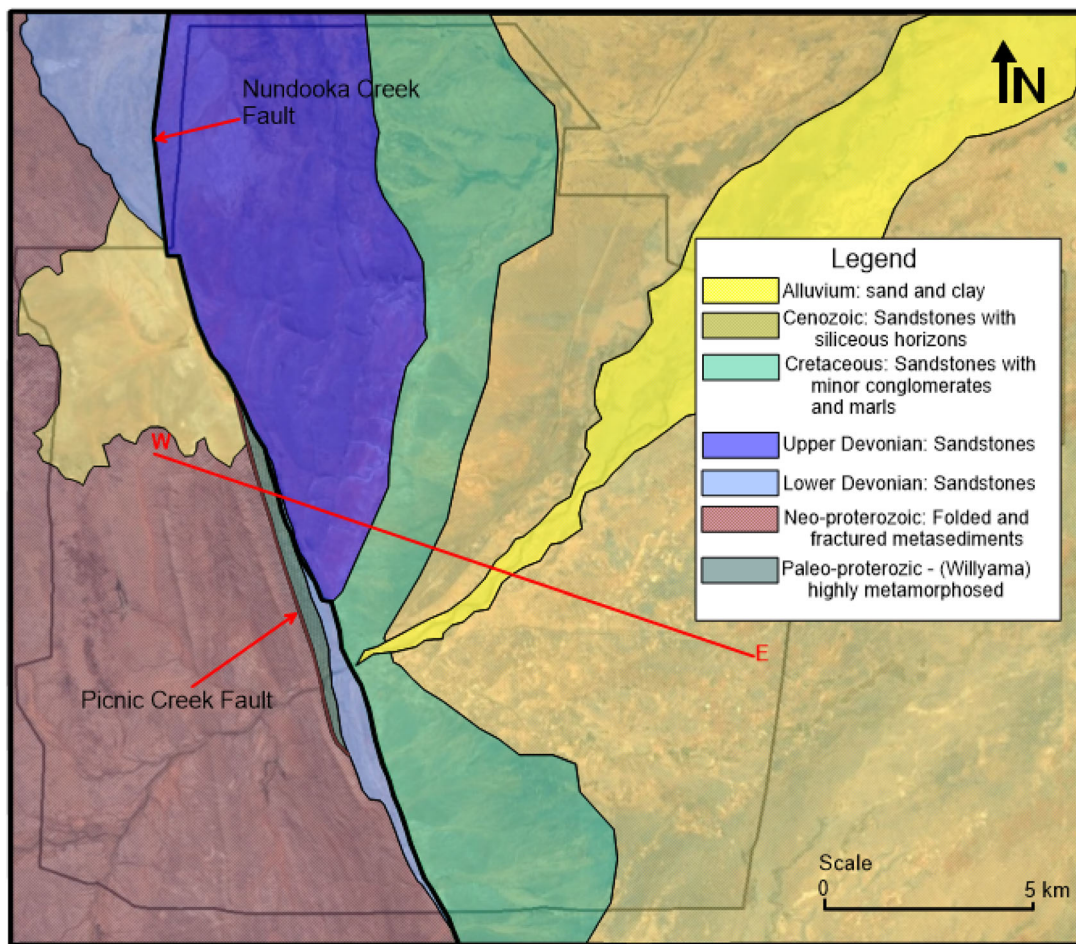 N
Nundooka Creek
Fault
Legend
Alluvium: sand and clay
Cenozoic: Sandstones with
siliceous horizons
Cretaceous: Sandstones with
minor conglomerates
and marls
Upper Devonian: Sandstones
Lower Devonian: Sandstones
Neo-proterozoic: Folded and
fractured metasediments
Paleo-proterozic - (Willyama)
highly metamorphosed
W
E
Picnic Creek Fault
Scale
0 5 km